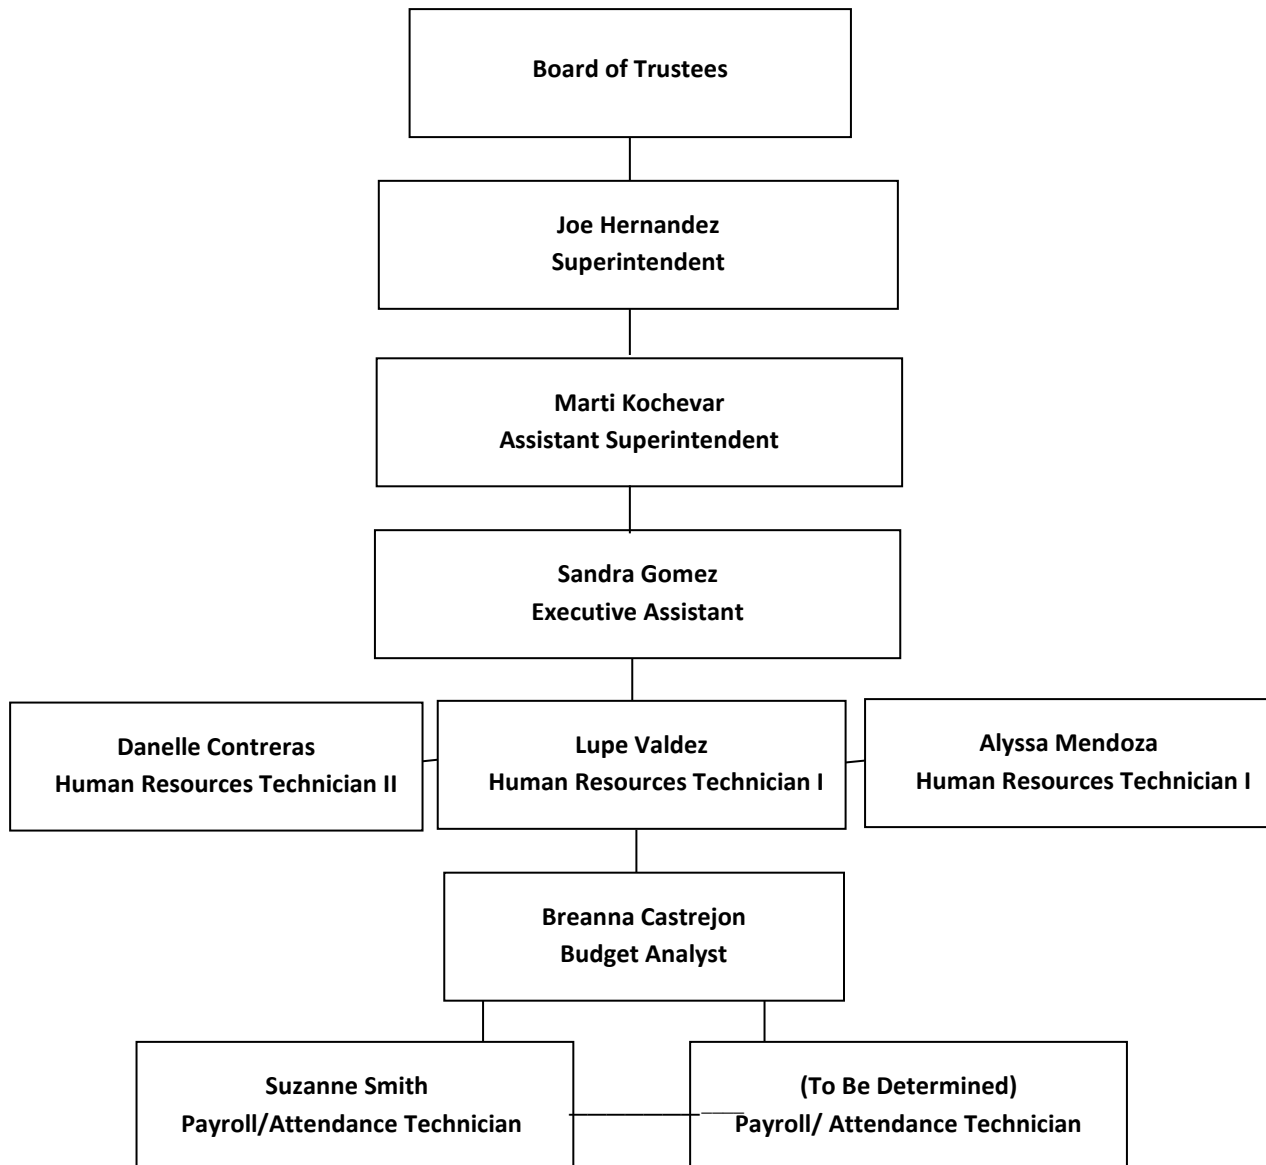 Board of Trustees
Joe Hernandez
Superintendent
Marti Kochevar
Assistant Superintendent
Sandra Gomez
Executive Assistant
Danelle Contreras
Human Resources Technician II
Lupe Valdez
Human Resources Technician I
Alyssa Mendoza
Human Resources Technician I
Breanna Castrejon
Budget Analyst
Suzanne Smith
Payroll/Attendance Technician
(To Be Determined)
Payroll/ Attendance Technician